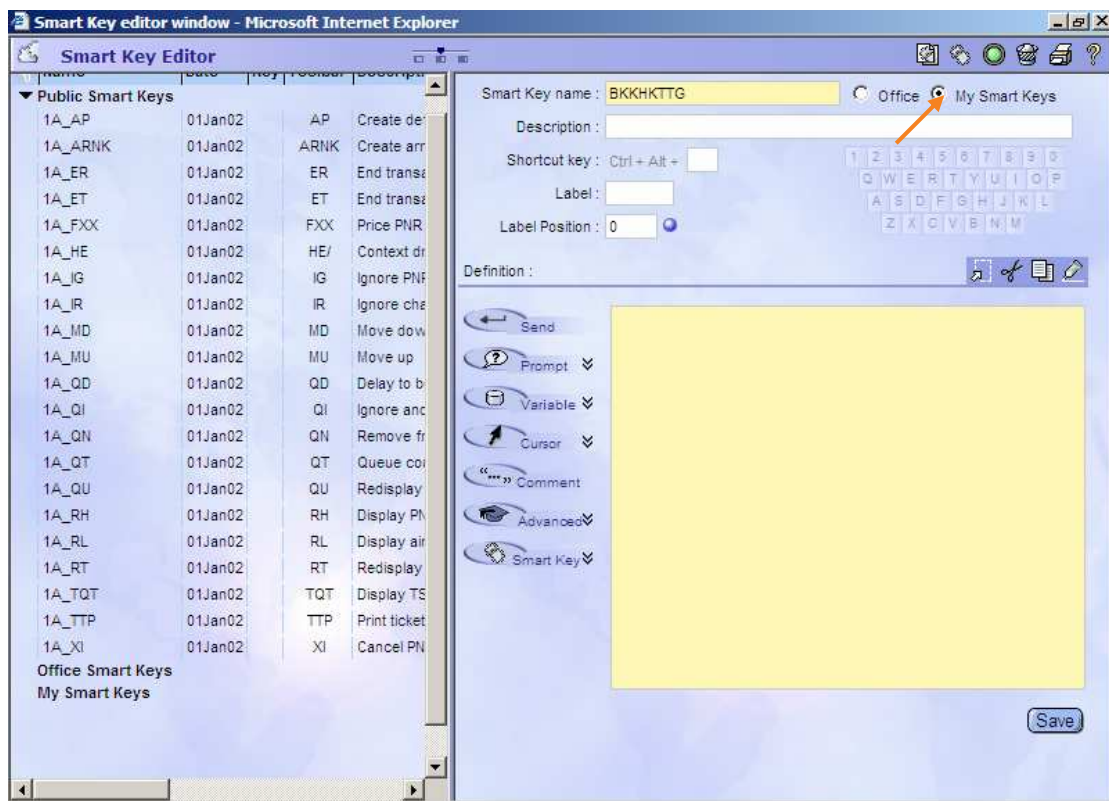 Smart Key editor window - Microsoft Internet Explorer
Smart Key Editor
Name Date Key Toolbar Descripti
Public Smart Keys
1A_AP 01Jan02 AP Create de
1A_ARNK 01Jan02 ARNK Create arr
1A_ER 01Jan02 ER End transa
1A_ET 01Jan02 ET End transa
1A_FXX 01Jan02 FXX Price PNR
1A_HE 01Jan02 HE/ Context dr
1A_IG 01Jan02 IG Ignore PNR
1A_IR 01Jan02 IR Ignore cha
1A_MD 01Jan02 MD Move dow
1A_MU 01Jan02 MU Move up
1A_QD 01Jan02 QD Delay to b
1A_QI 01Jan02 QI Ignore and
1A_QN 01Jan02 QN Remove fr
1A_QT 01Jan02 QT Queue cou
1A_QU 01Jan02 QU Redisplay
1A_RH 01Jan02 RH Display PN
1A_RL 01Jan02 RL Display air
1A_RT 01Jan02 RT Redisplay
1A_TQT 01Jan02 TQT Display TS
1A_TTP 01Jan02 TTP Print ticket
1A_XI 01Jan02 XI Cancel PN
Office Smart Keys
My Smart Keys
Smart Key name : BKKHKTTG Office My Smart Keys
Description :
Shortcut key : Ctrl + Alt +
Label :
Label Position : 0
1 2 3 4 5 6 7 8 9 0
Q W E R T Y U I O P
A S D F G H J K L
Z X C V B N M
Definition :
Send
Prompt
Variable
Cursor
Comment
Advanced
Smart Key
Save